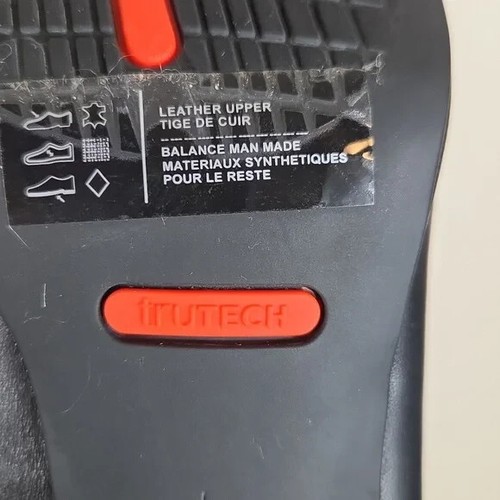 LEATHER UPPER
TIGE DE CUIR
BALANCE MAN MADE
MATERIAUX SYNTHETIQUES
POUR LE RESTE
trUTECH